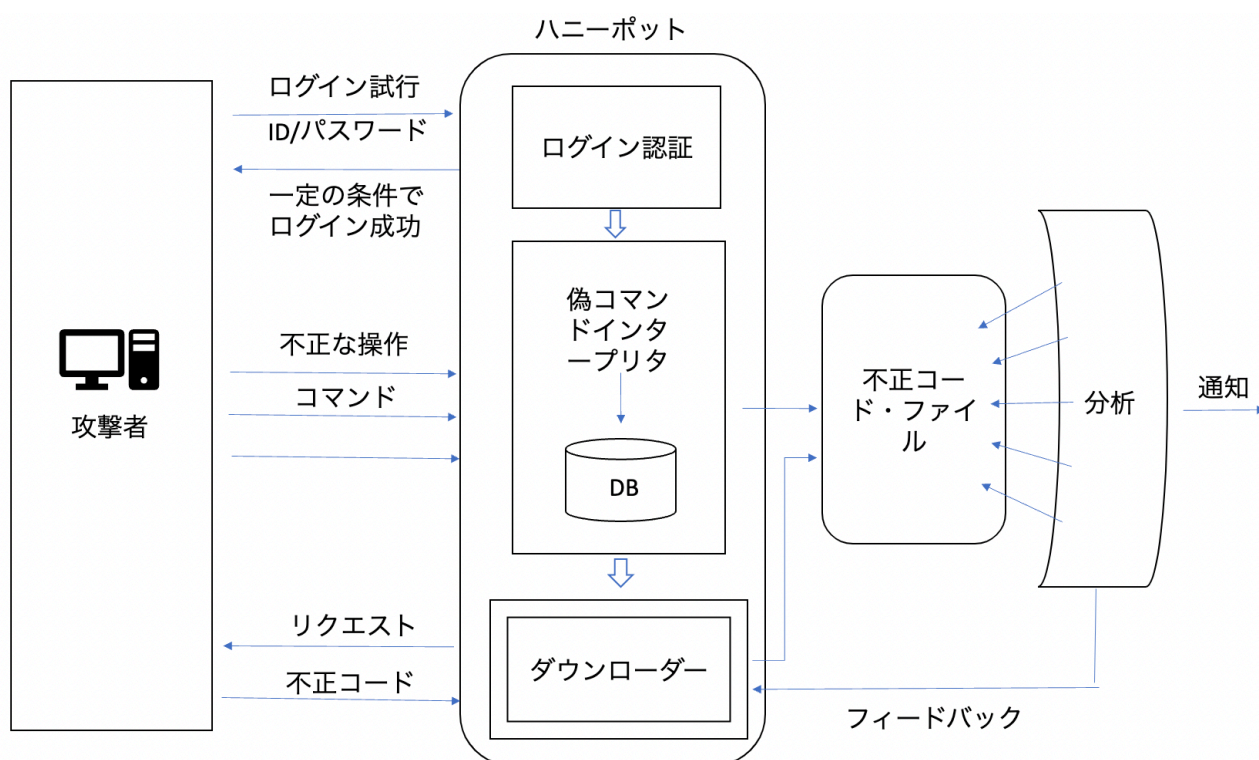 ハニーポット
ログイン試行
ID/パスワード
一定の条件で
ログイン成功
ログイン認証
偽コマン
ドインタ
ープリタ
DB
不正な操作
コマンド
攻撃者
リクエスト
不正コード
ダウンローダー
不正コー
ド・ファイ
ル
分析
通知
フィードバック